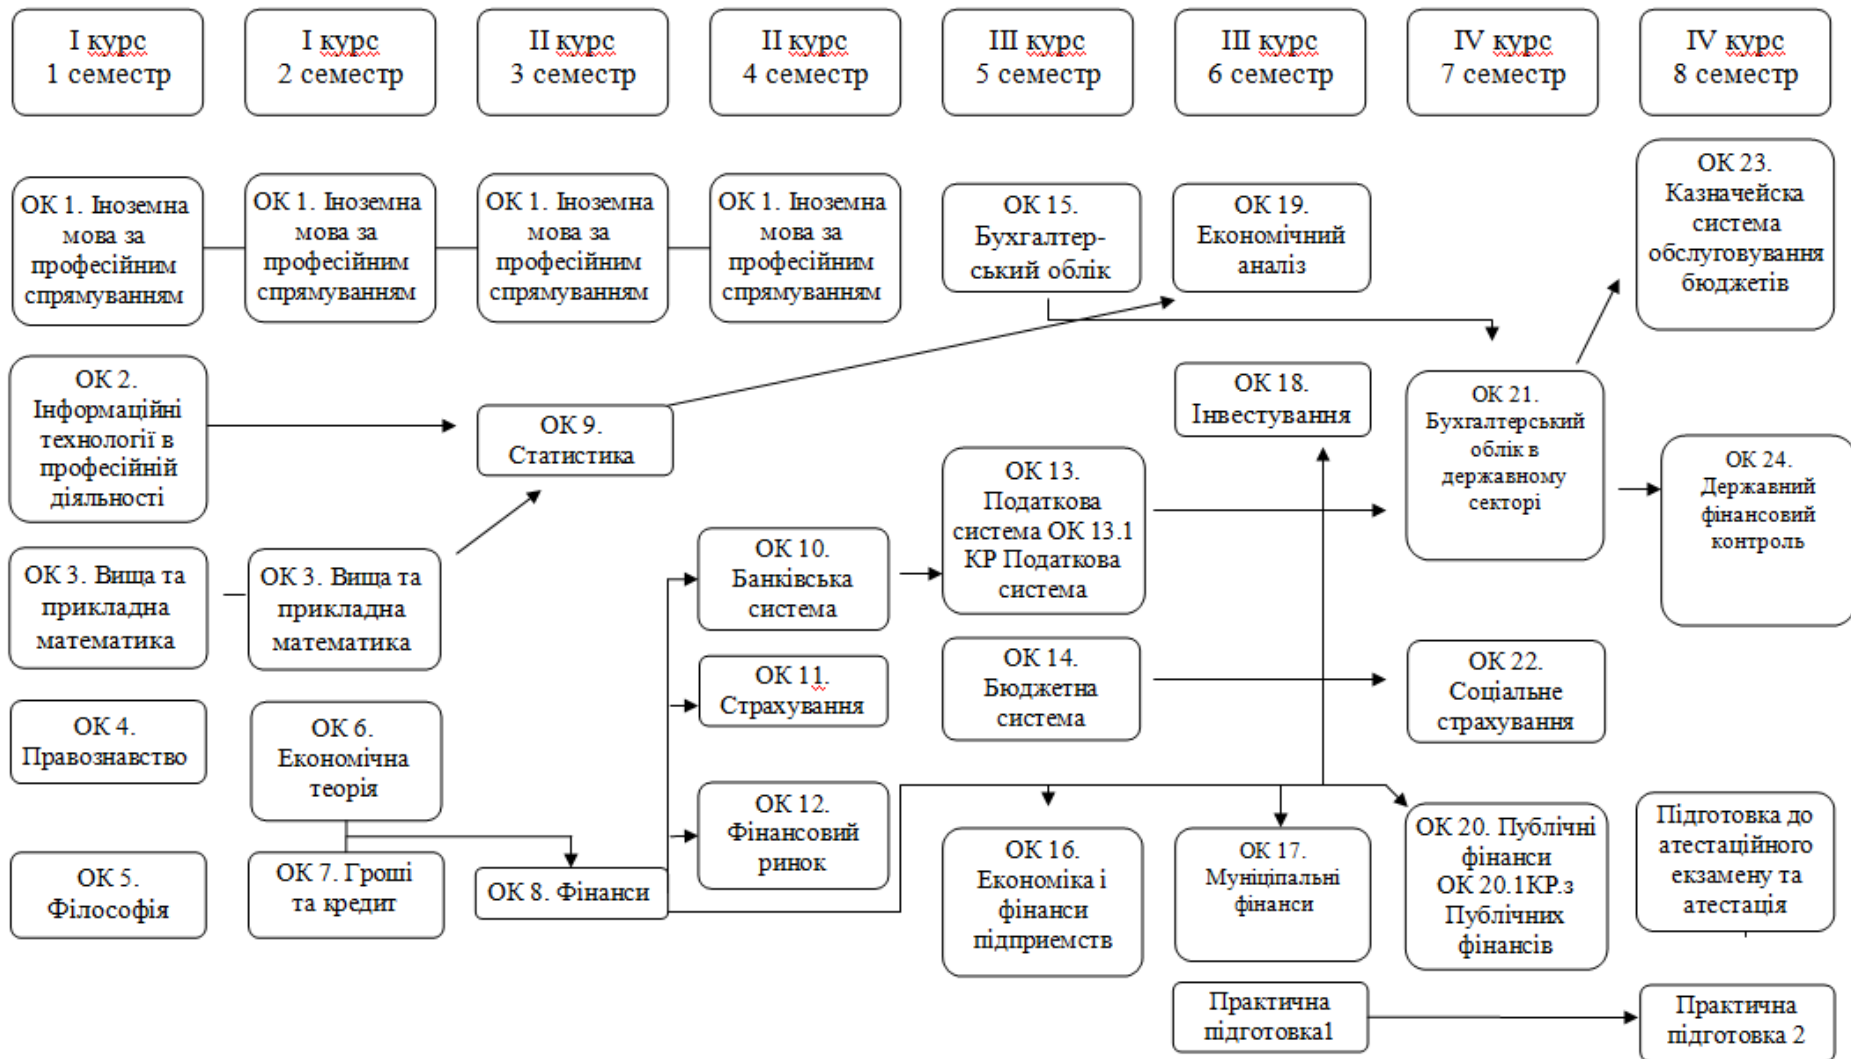 І курс
1 семестр
І курс
2 семестр
ІІ курс
3 семестр
ІІ курс
4 семестр
ІІІ курс
5 семестр
ІІІ курс
6 семестр
IV курс
7 семестр
IV курс
8 семестр
ОК 1. Іноземна
мова за
професійним
спрямуванням
ОК 1. Іноземна
мова за
професійним
спрямуванням
ОК 1. Іноземна
мова за
професійним
спрямуванням
ОК 1. Іноземна
мова за
професійним
спрямуванням
ОК 15.
Бухгалтер-
ський облік
ОК 19.
Економічний
аналіз
ОК 23.
Казначейска
система
обслуговування
бюджетів
ОК 2.
Інформаційні
технології в
професійній
діяльності
ОК 9.
Статистика
ОК 18.
Інвестування
ОК 21.
Бухгалтерський
облік в
державному
секторі
ОК 24.
Державний
фінансовий
контроль
ОК 3. Вища та
прикладна
математика
ОК 3. Вища та
прикладна
математика
ОК 10.
Банківська
система
ОК 13.
Податкова
система ОК 13.1
КР Податкова
система
ОК 11.
Страхування
ОК 14.
Бюджетна
система
ОК 22.
Соціальне
страхування
ОК 4.
Правознавство
ОК 6.
Економічна
теорія
ОК 12.
Фінансовий
ринок
ОК 5.
Філософія
ОК 7. Гроші
та кредит
ОК 8. Фінанси
ОК 16.
Економіка і
фінанси
підприємств
ОК 17.
Муніціпальні
фінанси
ОК 20. Публічні
фінанси
ОК 20.1КР.з
Публічних
фінансів
Підготовка до
атестаційного
екзамену та
атестація
Практична
підготовка1
Практична
підготовка 2